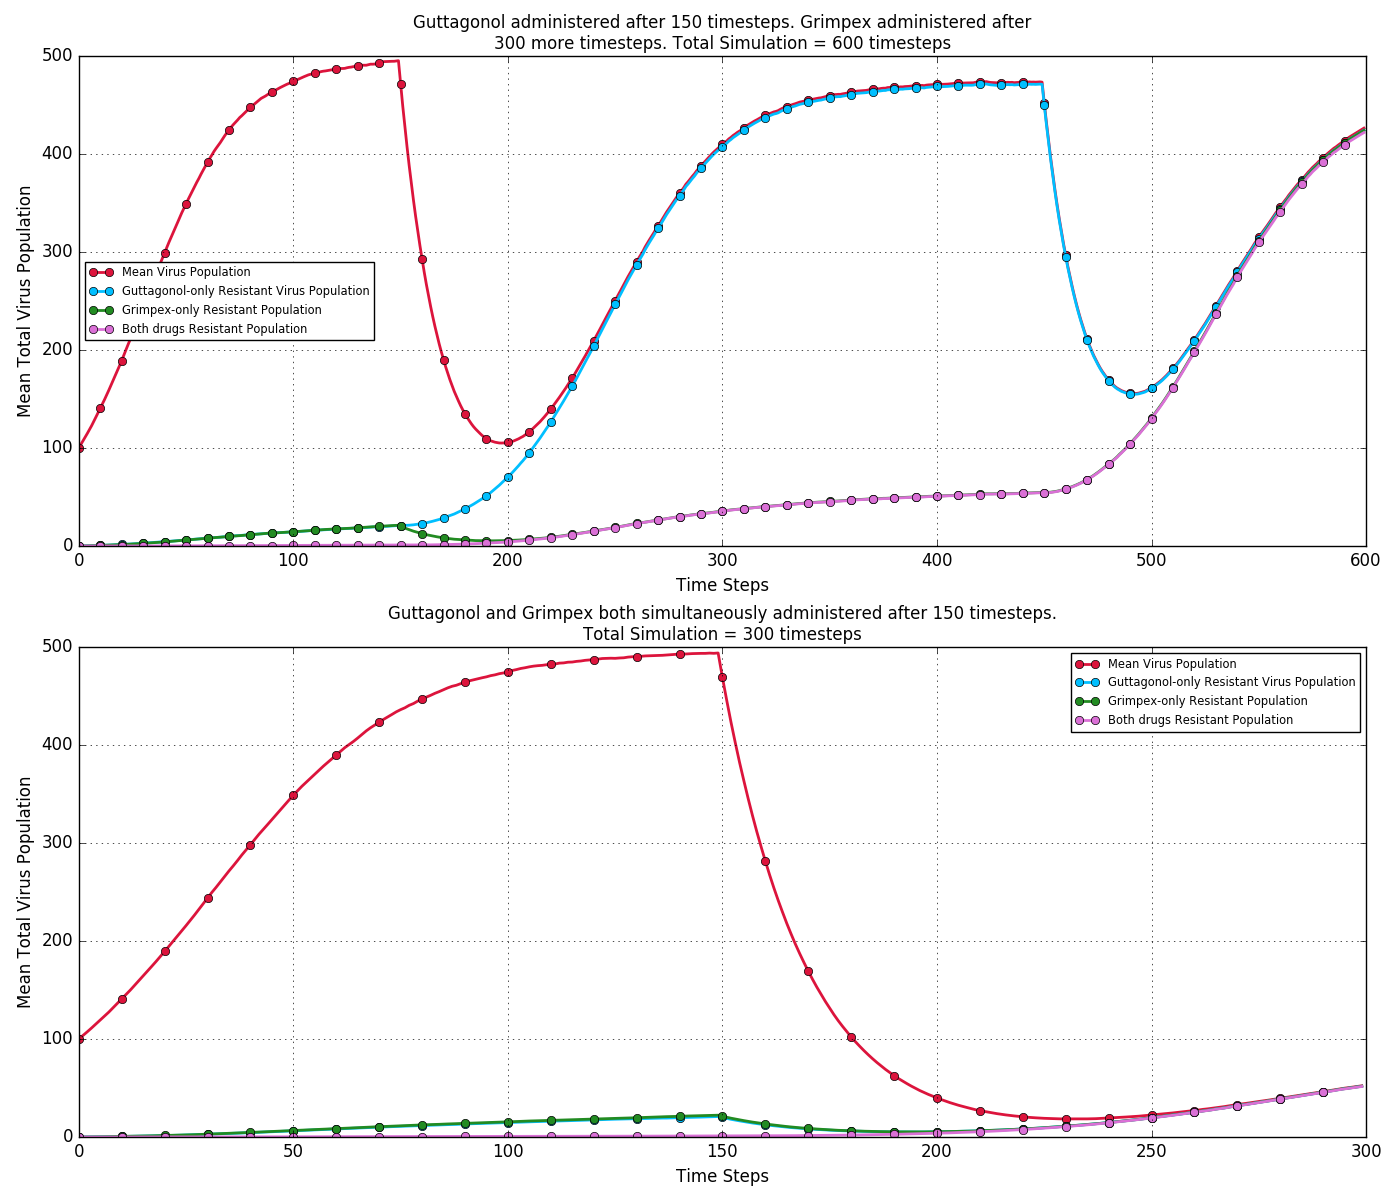 Guttagonol administered after 150 timesteps. Grimpex administered after
300 more timesteps. Total Simulation = 600 timesteps
Mean Total Virus Population
500
400
300
200
100
0
Mean Virus Population
Guttagonol-only Resistant Virus Population
Grimpex-only Resistant Population
Both drugs Resistant Population
0 100 200 300 400 500 600
Time Steps
Guttagonol and Grimpex both simultaneously administered after 150 timesteps.
Total Simulation = 300 timesteps
Mean Total Virus Population
500
400
300
200
100
0
Mean Virus Population
Guttagonol-only Resistant Virus Population
Grimpex-only Resistant Population
Both drugs Resistant Population
0 50 100 150 200 250 300
Time Steps